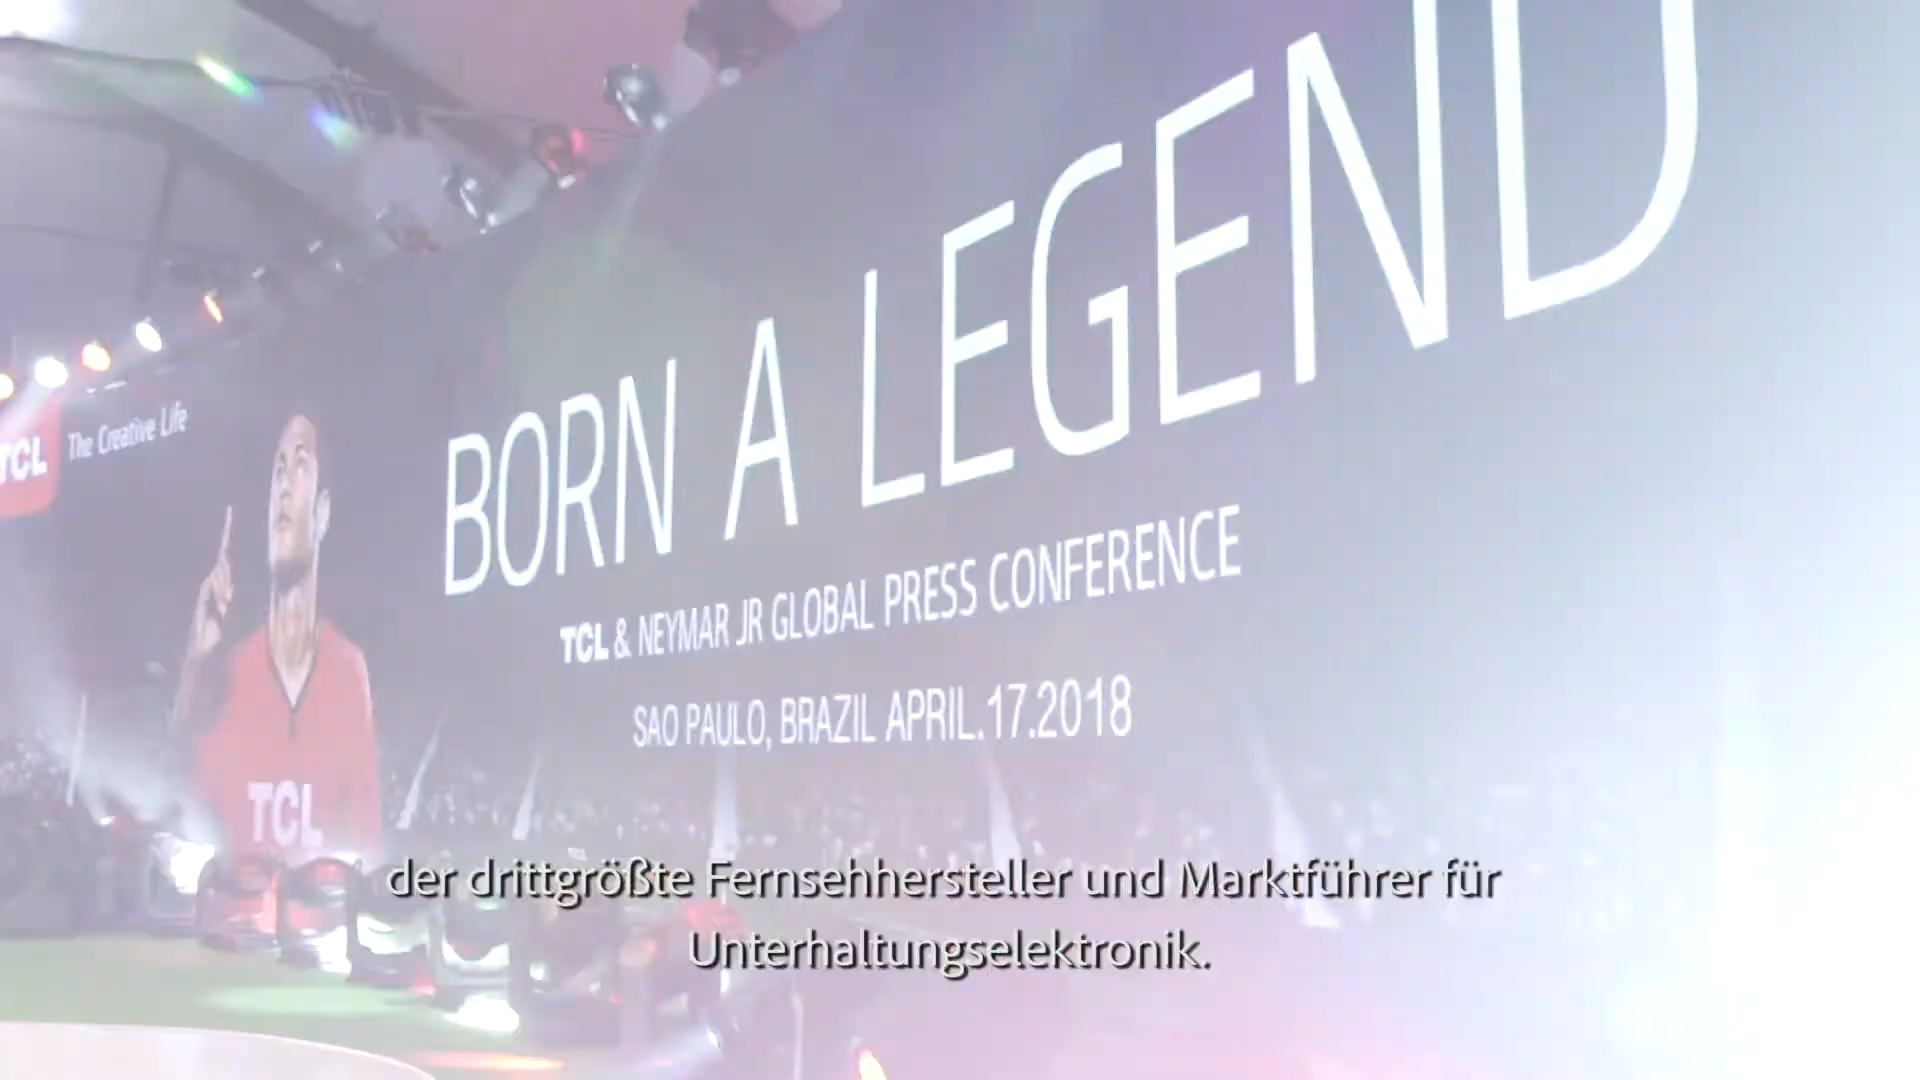 TCL The Creative Life
BORN A LEGEND
TCL & NEYMAR JR GLOBAL PRESS CONFERENCE
SAO PAULO, BRAZIL APRIL.17.2018
TCL
der drittgrößte Fernsehhersteller und Marktführer für
Unterhaltungselektronik.